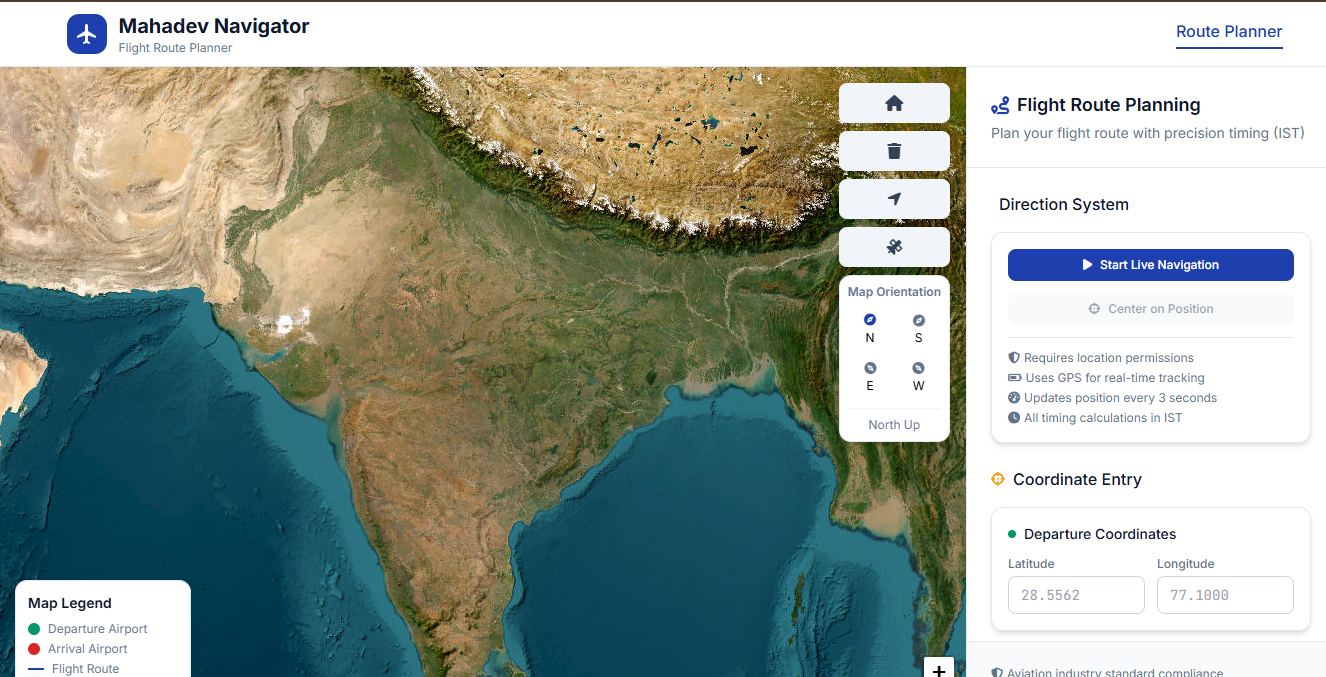 Mahadev Navigator
Flight Route Planner
Route Planner
Map Orientation
N
S
E
W
North Up
Map Legend
Departure Airport
Arrival Airport
Flight Route
+
Flight Route Planning
Plan your flight route with precision timing (IST)
Direction System
Start Live Navigation
Center on Position
Requires location permissions
Uses GPS for real-time tracking
Updates position every 3 seconds
All timing calculations in IST
Coordinate Entry
Departure Coordinates
Latitude
Longitude
28.5562
77.1000
Aviation industry standard compliance